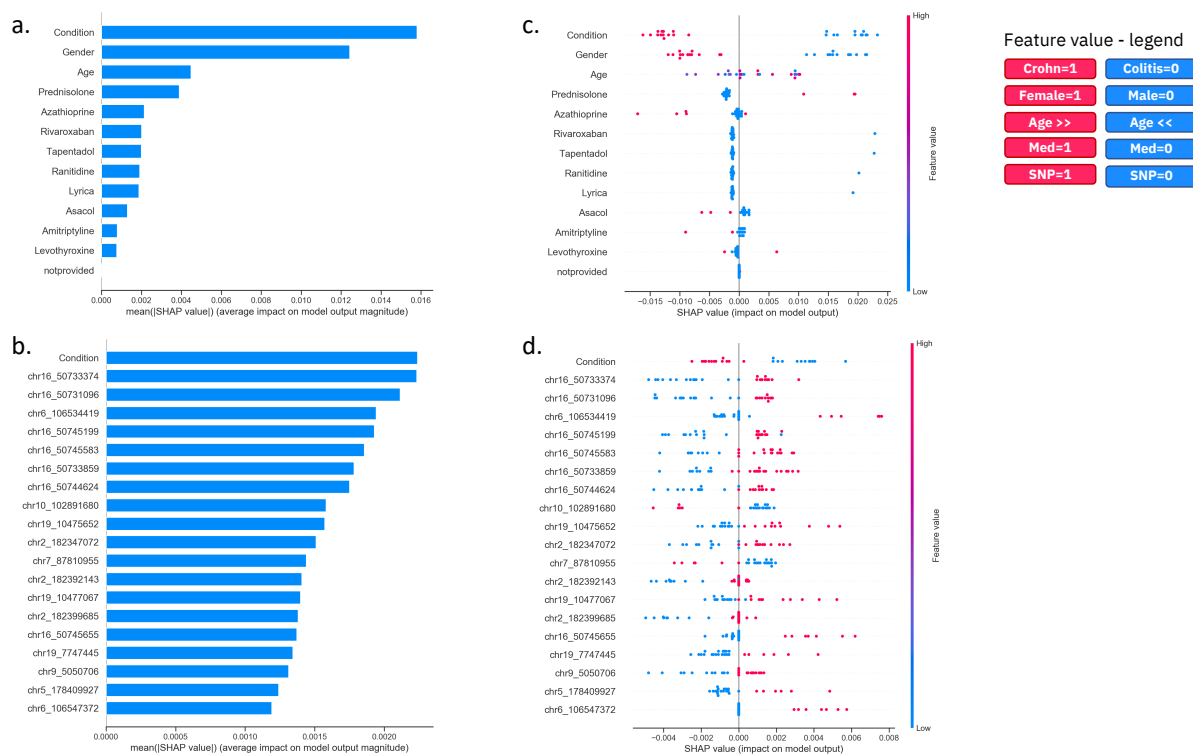 a.
Condition
Gender
Age
Prednisolone
Azathioprine
Rivaroxaban
Tapentadol
Ranitidine
Lyrica
Asacol
Amitriptyline
Levothyroxine
notprovided
0.000 0.002 0.004 0.006 0.008 0.010 0.012 0.014 0.016
mean(|SHAP value|) (average impact on model output magnitude)
c.
Condition
Gender
Age
Prednisolone
Azathioprine
Rivaroxaban
Tapentadol
Ranitidine
Lyrica
Asacol
Amitriptyline
Levothyroxine
notprovided
−0.015 −0.010 −0.005 0.000 0.005 0.010 0.015 0.020 0.025
SHAP value (impact on model output)
High
Feature value
Low
Feature value - legend
Crohn=1 Colitis=0
Female=1 Male=0
Age >> Age <<
Med=1 Med=0
SNP=1 SNP=0
b.
Condition
chr16_50733374
chr16_50731096
chr6_106534419
chr16_50745199
chr16_50745583
chr16_50733859
chr16_50744624
chr10_102891680
chr19_10475652
chr2_182347072
chr7_87810955
chr2_182392143
chr19_10477067
chr2_182399685
chr16_50745655
chr19_7747445
chr9_5050706
chr5_178409927
chr6_106547372
0.0000 0.0005 0.0010 0.0015 0.0020
mean(|SHAP value|) (average impact on model output magnitude)
d.
Condition
chr16_50733374
chr16_50731096
chr6_106534419
chr16_50745199
chr16_50745583
chr16_50733859
chr16_50744624
chr10_102891680
chr19_10475652
chr2_182347072
chr7_87810955
chr2_182392143
chr19_10477067
chr2_182399685
chr16_50745655
chr19_7747445
chr9_5050706
chr5_178409927
chr6_106547372
−0.004 −0.002 0.000 0.002 0.004 0.006 0.008
SHAP value (impact on model output)
High
Feature value
Low